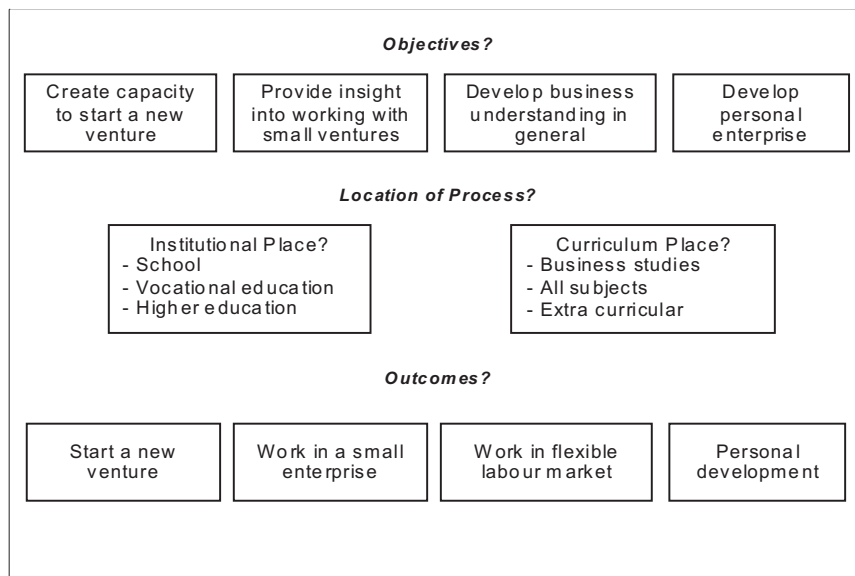 Objectives?
Create capacity
to start a new
venture
Provide insight
into working with
small ventures
Develop business
understanding in
general
Develop
personal
enterprise
Location of Process?
Institutional Place?
- School
- Vocational education
- Higher education
Curriculum Place?
- Business studies
- All subjects
- Extra curricular
Outcomes?
Start a new
venture
Work in a small
enterprise
Work in flexible
labour market
Personal
development